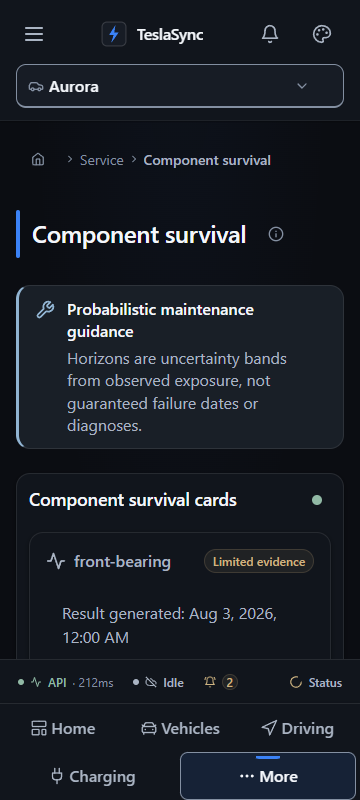 TeslaSync
Aurora
Service
Component survival
Component survival
Probabilistic maintenance
guidance
Horizons are uncertainty bands
from observed exposure, not
guaranteed failure dates or
diagnoses.
Component survival cards
front-bearing
Limited evidence
Result generated: Aug 3, 2026,
12:00 AM
API · 212ms
Idle
2
Status
Home
Vehicles
Driving
Charging
More